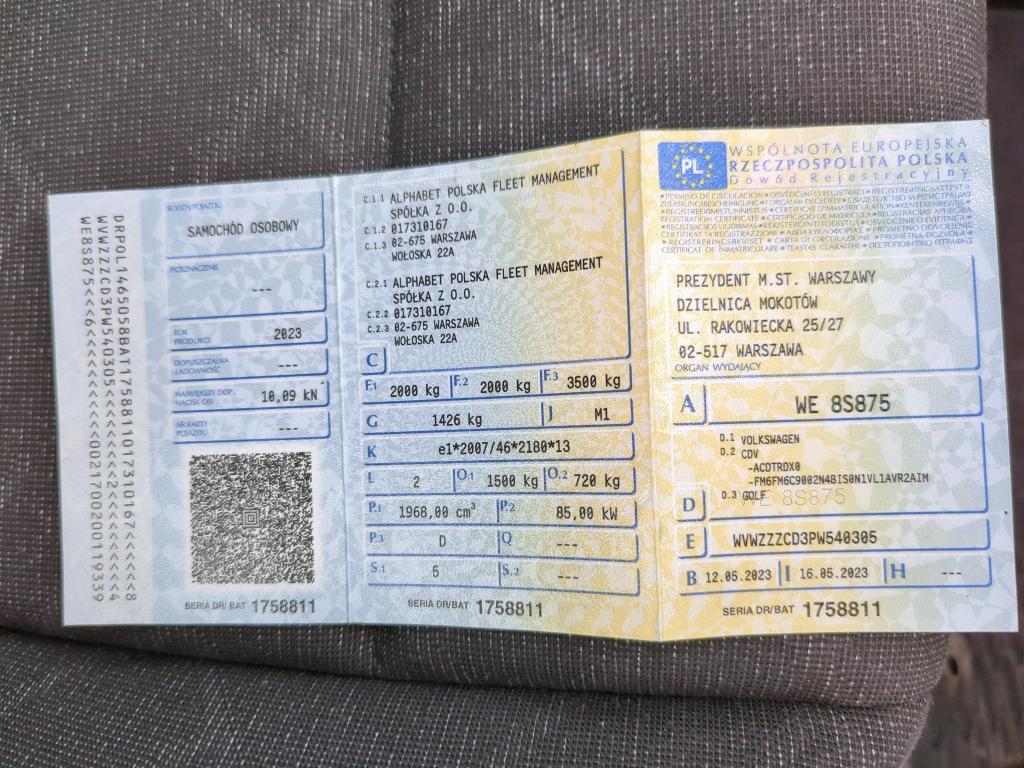 DRPOL1465058BAT17588110173101 67<<<<<<8
WVWZZZCD3PW540305<<<<<<0021700200119339
WE8S875<<<6<<<<<<<<<<<<<<<2<<<<<<<<<<<4
RODZAJ POJAZDU
SAMOCHÓD OSOBOWY
PRZEZNACZENIE
---
ROK
PRODUKCJI
2023
DOPUSZCZALNA
ŁADOWNOŚĆ
---
NAJWIĘKSZY DOP.
NACISK OSI
10,09 kN
NR KARTY
POJAZDU
---
SERIA DR/ BAT 1758811
C.1.1 ALPHABET POLSKA FLEET MANAGEMENT
SPÓŁKA Z O.O.
C.1.2 017310167
C.1.3 02-675 WARSZAWA
WOŁOSKA 22A
C.2.1 ALPHABET POLSKA FLEET MANAGEMENT
SPÓŁKA Z O.O.
C.2.2 017310167
C.2.3 02-675 WARSZAWA
WOŁOSKA 22A
C
F.1 2000 kg F.2 2000 kg F.3 3500 kg
G 1426 kg J M1
K e1*2007/46*2180*13
L 2 O.1 1500 kg O.2 720 kg
P.1 1968,00 cm³ P.2 85,00 kW
P.3 D Q ---
S.1 5 S.2 ---
SERIA DR/BAT 1758811
PL
WSPÓLNOTA EUROPEJSKA
RZECZPOSPOLITA POLSKA
Dowód Rejestracyjny
PREZYDENT M.ST. WARSZAWY
DZIELNICA MOKOTÓW
UL. RAKOWIECKA 25/27
02-517 WARSZAWA
ORGAN WYDAJĄCY
A WE 8S875
D.1 VOLKSWAGEN
D.2 CDV
-ACDTRDX0
-FM6FM6C9002N4BIS0N1VL1AVR2AIM
D D.3 GOLF
WE 8S875
E WVWZZZCD3PW540305
B 12.05.2023 I 16.05.2023 H ---
SERIA DR/BAT 1758811